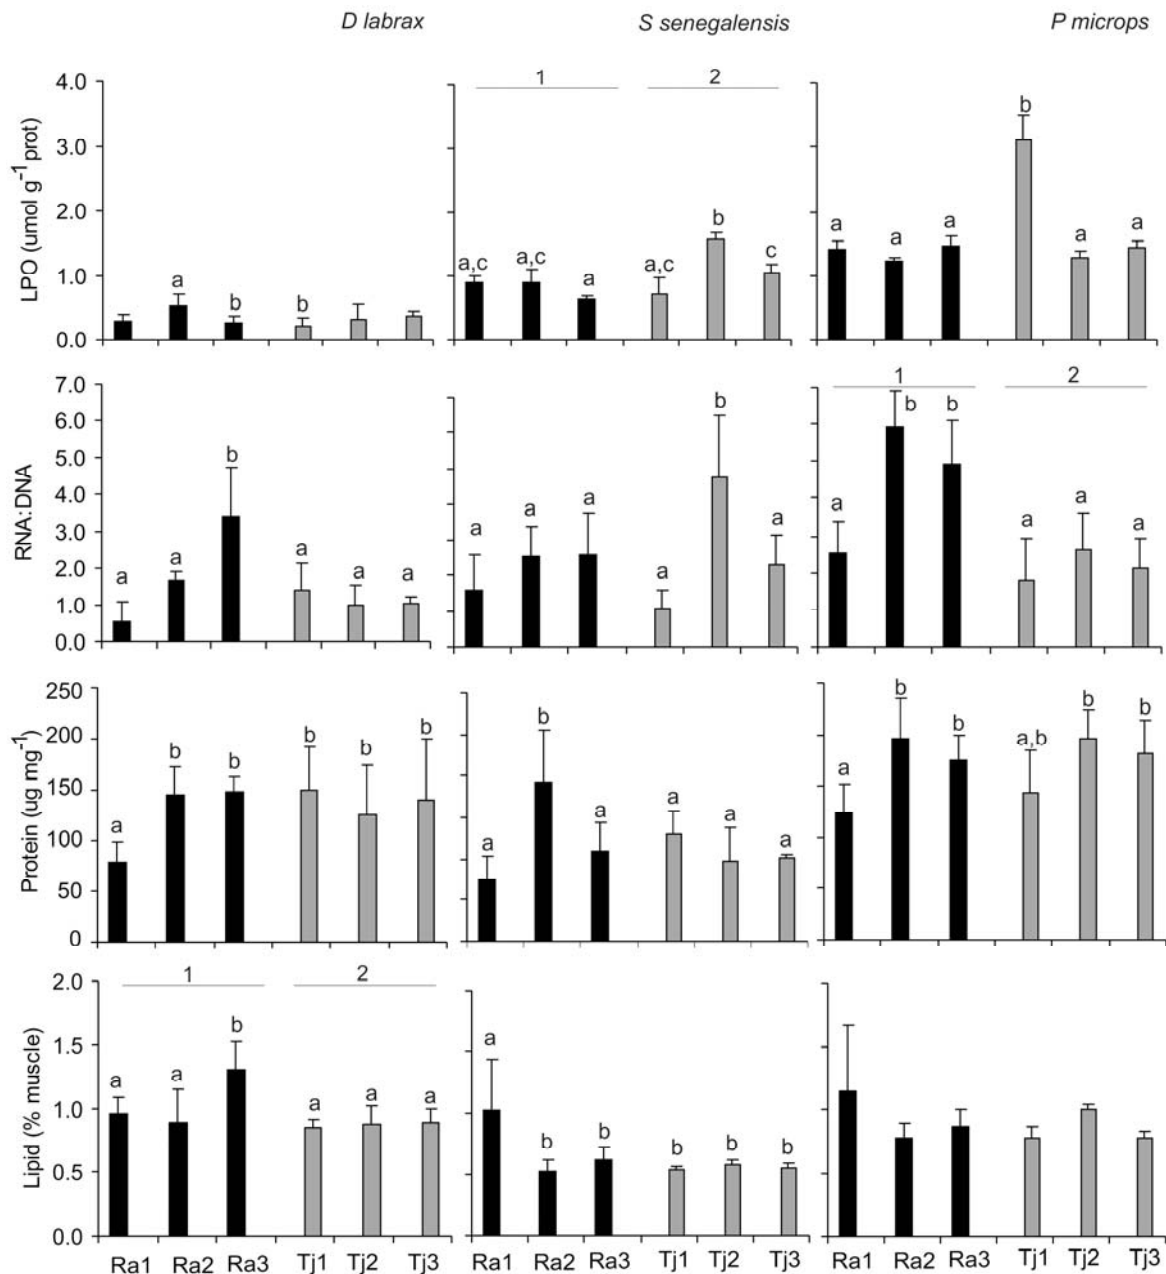 D labrax S senegalensis P microps
1 2
4.0
b
3.0
LPO (umol g-1 prot)
2.0
b
a a a a a
a,c a,c a a,c c
1.0
a b b
0.0
7.0
1 2
b b b
6.0
5.0
b
4.0
RNA:DNA
a a a a a a
3.0
a a a a
2.0
a a a a a
1.0
0.0
250
b b b
b
200
b b b b b
a,b
Protein (ug mg-1)
150
a a a
100
a a a a
50
0
1 2
2.0
a
b
1.5
Lipid (% muscle)
a a a a a
1.0
b b b b b
0.5
0.0
Ra1 Ra2 Ra3 Tj1 Tj2 Tj3 Ra1 Ra2 Ra3 Tj1 Tj2 Tj3 Ra1 Ra2 Ra3 Tj1 Tj2 Tj3